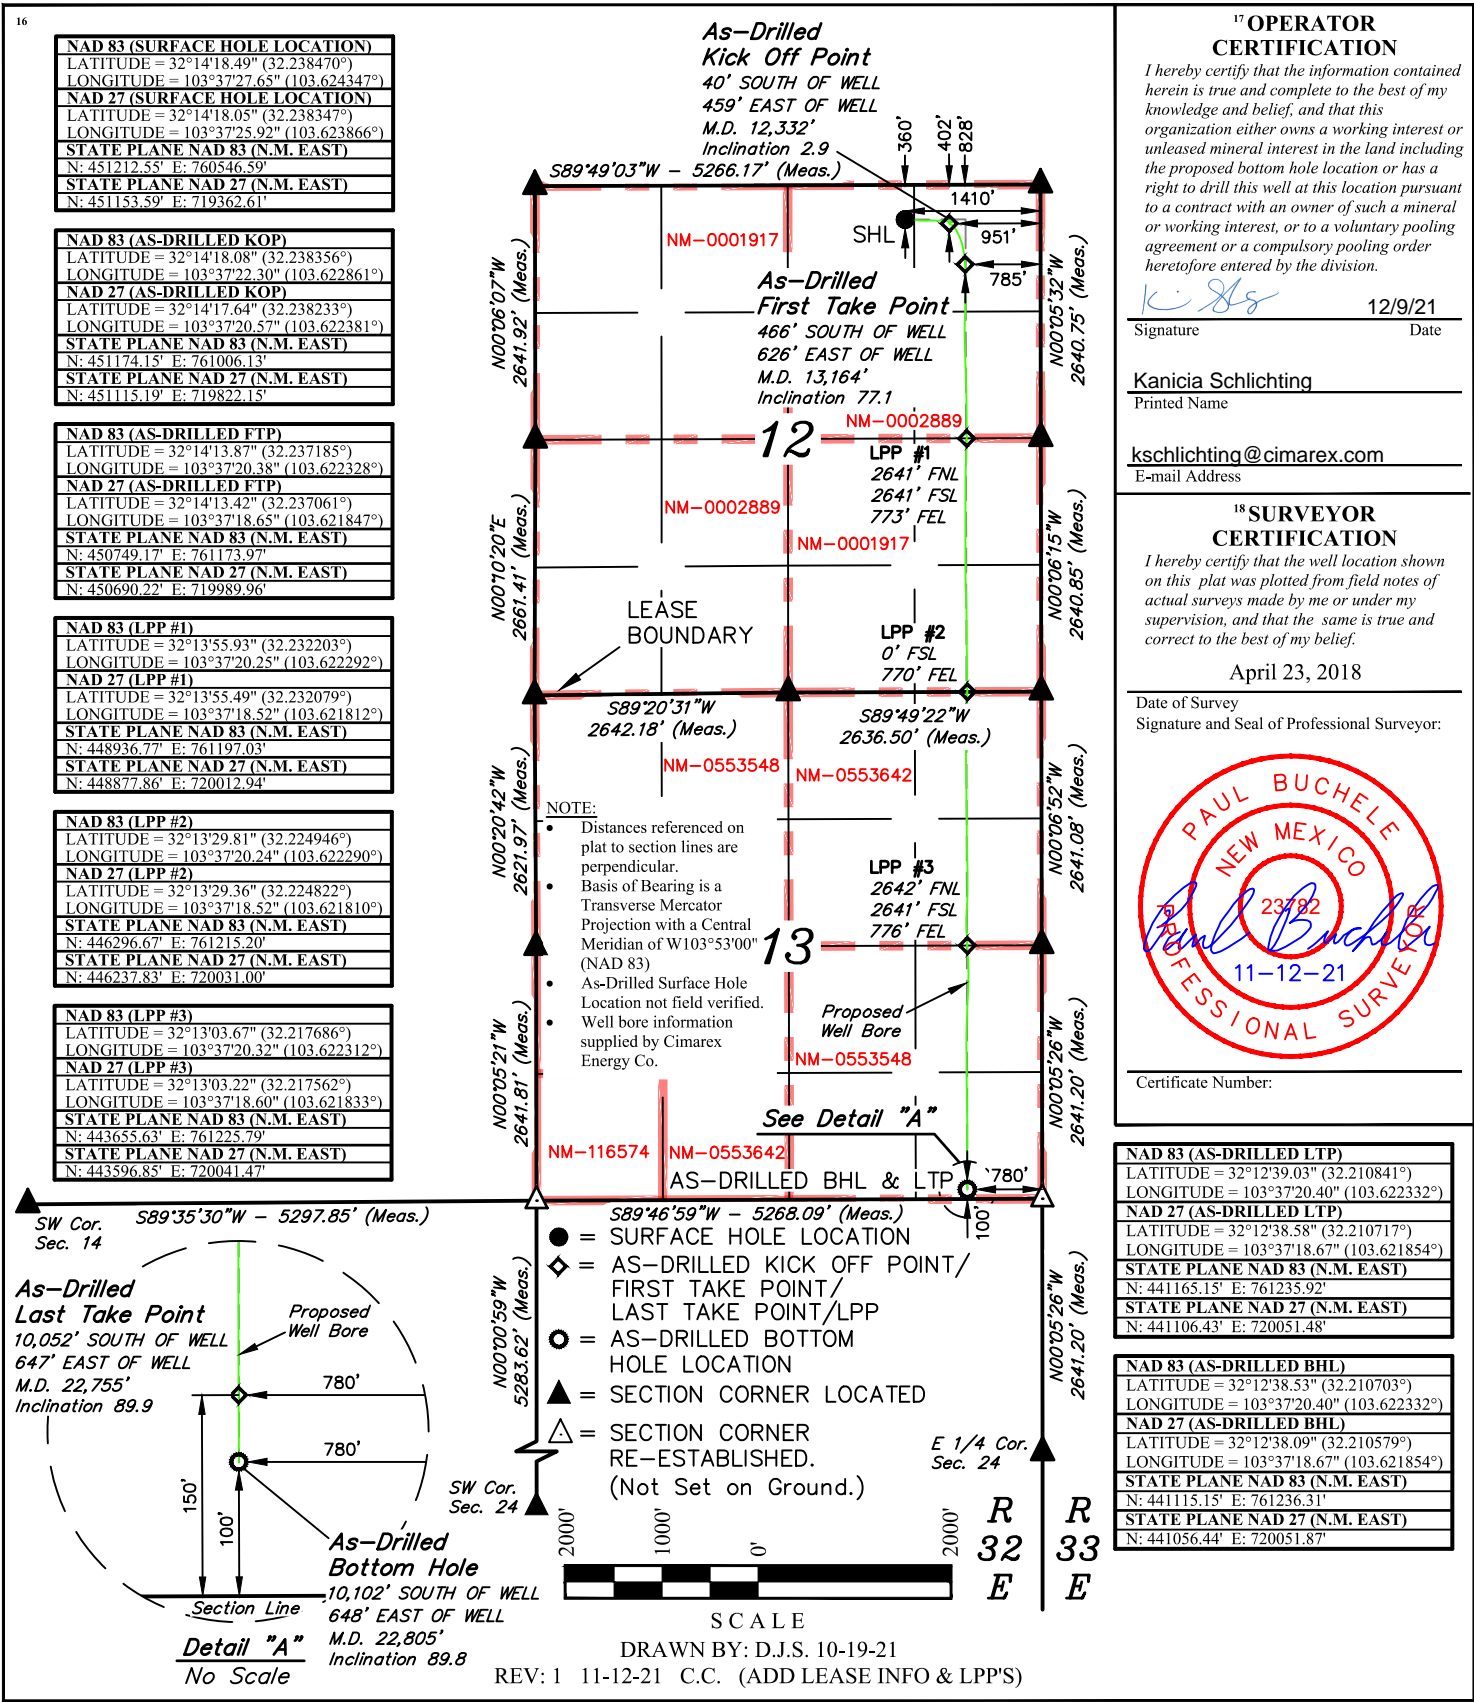 16
NAD 83 (SURFACE HOLE LOCATION)
LATITUDE = 32°14'18.49" (32.238470°)
LONGITUDE = 103°37'27.65" (103.624347°)
NAD 27 (SURFACE HOLE LOCATION)
LATITUDE = 32°14'18.05" (32.238347°)
LONGITUDE = 103°37'25.92" (103.623866°)
STATE PLANE NAD 83 (N.M. EAST)
N: 451212.55' E: 760546.59'
STATE PLANE NAD 27 (N.M. EAST)
N: 451153.59' E: 719362.61'
NAD 83 (AS-DRILLED KOP)
LATITUDE = 32°14'18.08" (32.238356°)
LONGITUDE = 103°37'22.30" (103.622861°)
NAD 27 (AS-DRILLED KOP)
LATITUDE = 32°14'17.64" (32.238233°)
LONGITUDE = 103°37'20.57" (103.622381°)
STATE PLANE NAD 83 (N.M. EAST)
N: 451174.15' E: 761006.13'
STATE PLANE NAD 27 (N.M. EAST)
N: 451115.19' E: 719822.15'
NAD 83 (AS-DRILLED FTP)
LATITUDE = 32°14'13.87" (32.237185°)
LONGITUDE = 103°37'20.38" (103.622328°)
NAD 27 (AS-DRILLED FTP)
LATITUDE = 32°14'13.42" (32.237061°)
LONGITUDE = 103°37'18.65" (103.621847°)
STATE PLANE NAD 83 (N.M. EAST)
N: 450749.17' E: 761173.97'
STATE PLANE NAD 27 (N.M. EAST)
N: 450690.22' E: 719989.96'
NAD 83 (LPP #1)
LATITUDE = 32°13'55.93" (32.232203°)
LONGITUDE = 103°37'20.25" (103.622292°)
NAD 27 (LPP #1)
LATITUDE = 32°13'55.49" (32.232079°)
LONGITUDE = 103°37'18.52" (103.621812°)
STATE PLANE NAD 83 (N.M. EAST)
N: 448936.77' E: 761197.03'
STATE PLANE NAD 27 (N.M. EAST)
N: 448877.86' E: 720012.94'
NAD 83 (LPP #2)
LATITUDE = 32°13'29.81" (32.224946°)
LONGITUDE = 103°37'20.24" (103.622290°)
NAD 27 (LPP #2)
LATITUDE = 32°13'29.36" (32.224822°)
LONGITUDE = 103°37'18.52" (103.621810°)
STATE PLANE NAD 83 (N.M. EAST)
N: 446296.67' E: 761215.20'
STATE PLANE NAD 27 (N.M. EAST)
N: 446237.83' E: 720031.00'
NAD 83 (LPP #3)
LATITUDE = 32°13'03.67" (32.217686°)
LONGITUDE = 103°37'20.32" (103.622312°)
NAD 27 (LPP #3)
LATITUDE = 32°13'03.22" (32.217562°)
LONGITUDE = 103°37'18.60" (103.621833°)
STATE PLANE NAD 83 (N.M. EAST)
N: 443655.63' E: 761225.79'
STATE PLANE NAD 27 (N.M. EAST)
N: 443596.85' E: 720041.47'
As-Drilled
Kick Off Point
40' SOUTH OF WELL
459' EAST OF WELL
M.D. 12,332'
Inclination 2.9
360'
402'
828'
S89°49'03"W - 5266.17' (Meas.)
1410'
SHL
951'
785'
NM-0001917
N00°06'07"W
2641.92' (Meas.)
N00°05'32"W
2640.75' (Meas.)
As-Drilled
First Take Point
466' SOUTH OF WELL
626' EAST OF WELL
M.D. 13,164'
Inclination 77.1
NM-0002889
12
LPP #1
2641' FNL
2641' FSL
773' FEL
NM-0002889
NM-0001917
N00°10'20"E
2661.41' (Meas.)
N00°06'15"W
2640.85' (Meas.)
LEASE
BOUNDARY
LPP #2
0' FSL
770' FEL
S89°20'31"W
2642.18' (Meas.)
S89°49'22"W
2636.50' (Meas.)
NM-0553548
NM-0553642
N00°20'42"W
2621.97' (Meas.)
N00°06'52"W
2641.08' (Meas.)
NOTE:
• Distances referenced on
plat to section lines are
perpendicular.
• Basis of Bearing is a
Transverse Mercator
Projection with a Central
Meridian of W103°53'00"
(NAD 83)
• As-Drilled Surface Hole
Location not field verified.
• Well bore information
supplied by Cimarex
Energy Co.
LPP #3
2642' FNL
2641' FSL
776' FEL
13
Proposed
Well Bore
NM-0553548
N00°05'21"W
2641.81' (Meas.)
N00°05'26"W
2641.20' (Meas.)
See Detail "A"
NM-116574
NM-0553642
AS-DRILLED BHL & LTP
780'
100'
S89°46'59"W - 5268.09' (Meas.)
SW Cor.
Sec. 14
S89°35'30"W - 5297.85' (Meas.)
N00°00'59"W
5283.62' (Meas.)
N00°05'26"W
2641.20' (Meas.)
= SURFACE HOLE LOCATION
= AS-DRILLED KICK OFF POINT/
FIRST TAKE POINT/
LAST TAKE POINT/LPP
= AS-DRILLED BOTTOM
HOLE LOCATION
= SECTION CORNER LOCATED
= SECTION CORNER
RE-ESTABLISHED.
(Not Set on Ground.)
E 1/4 Cor.
Sec. 24
SW Cor.
Sec. 24
R
32
E
R
33
E
As-Drilled
Last Take Point
10,052' SOUTH OF WELL
647' EAST OF WELL
M.D. 22,755'
Inclination 89.9
Proposed
Well Bore
780'
780'
150'
100'
Section Line
As-Drilled
Bottom Hole
10,102' SOUTH OF WELL
648' EAST OF WELL
M.D. 22,805'
Inclination 89.8
Detail "A"
No Scale
2000'
1000'
0'
2000'
SCALE
DRAWN BY: D.J.S. 10-19-21
REV: 1 11-12-21 C.C. (ADD LEASE INFO & LPP'S)
17 OPERATOR
CERTIFICATION
I hereby certify that the information contained
herein is true and complete to the best of my
knowledge and belief, and that this
organization either owns a working interest or
unleased mineral interest in the land including
the proposed bottom hole location or has a
right to drill this well at this location pursuant
to a contract with an owner of such a mineral
or working interest, or to a voluntary pooling
agreement or a compulsory pooling order
heretofore entered by the division.
12/9/21
Signature Date
Kanicia Schlichting
Printed Name
kschlichting@cimarex.com
E-mail Address
18 SURVEYOR
CERTIFICATION
I hereby certify that the well location shown
on this plat was plotted from field notes of
actual surveys made by me or under my
supervision, and that the same is true and
correct to the best of my belief.
April 23, 2018
Date of Survey
Signature and Seal of Professional Surveyor:
PAUL BUCHELE
NEW MEXICO
23782
Paul Buchele
11-12-21
PROFESSIONAL SURVEYOR
Certificate Number:
NAD 83 (AS-DRILLED LTP)
LATITUDE = 32°12'39.03" (32.210841°)
LONGITUDE = 103°37'20.40" (103.622332°)
NAD 27 (AS-DRILLED LTP)
LATITUDE = 32°12'38.58" (32.210717°)
LONGITUDE = 103°37'18.67" (103.621854°)
STATE PLANE NAD 83 (N.M. EAST)
N: 441165.15' E: 761235.92'
STATE PLANE NAD 27 (N.M. EAST)
N: 441106.43' E: 720051.48'
NAD 83 (AS-DRILLED BHL)
LATITUDE = 32°12'38.53" (32.210703°)
LONGITUDE = 103°37'20.40" (103.622332°)
NAD 27 (AS-DRILLED BHL)
LATITUDE = 32°12'38.09" (32.210579°)
LONGITUDE = 103°37'18.67" (103.621854°)
STATE PLANE NAD 83 (N.M. EAST)
N: 441115.15' E: 761236.31'
STATE PLANE NAD 27 (N.M. EAST)
N: 441056.44' E: 720051.87'